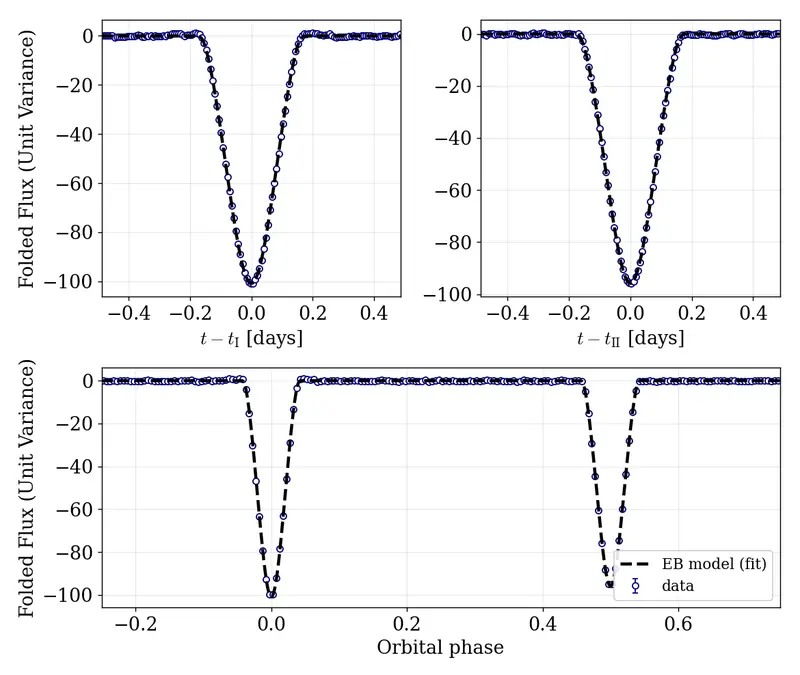 Folded Flux (Unit Variance)
0
−20
−40
−60
−80
−100
−0.4 −0.2 0.0 0.2 0.4
t − t_I [days]
0
−20
−40
−60
−80
−100
−0.4 −0.2 0.0 0.2 0.4
t − t_II [days]
Folded Flux (Unit Variance)
0
−20
−40
−60
−80
−100
−0.2 0.0 0.2 0.4 0.6
Orbital phase
EB model (fit)
data